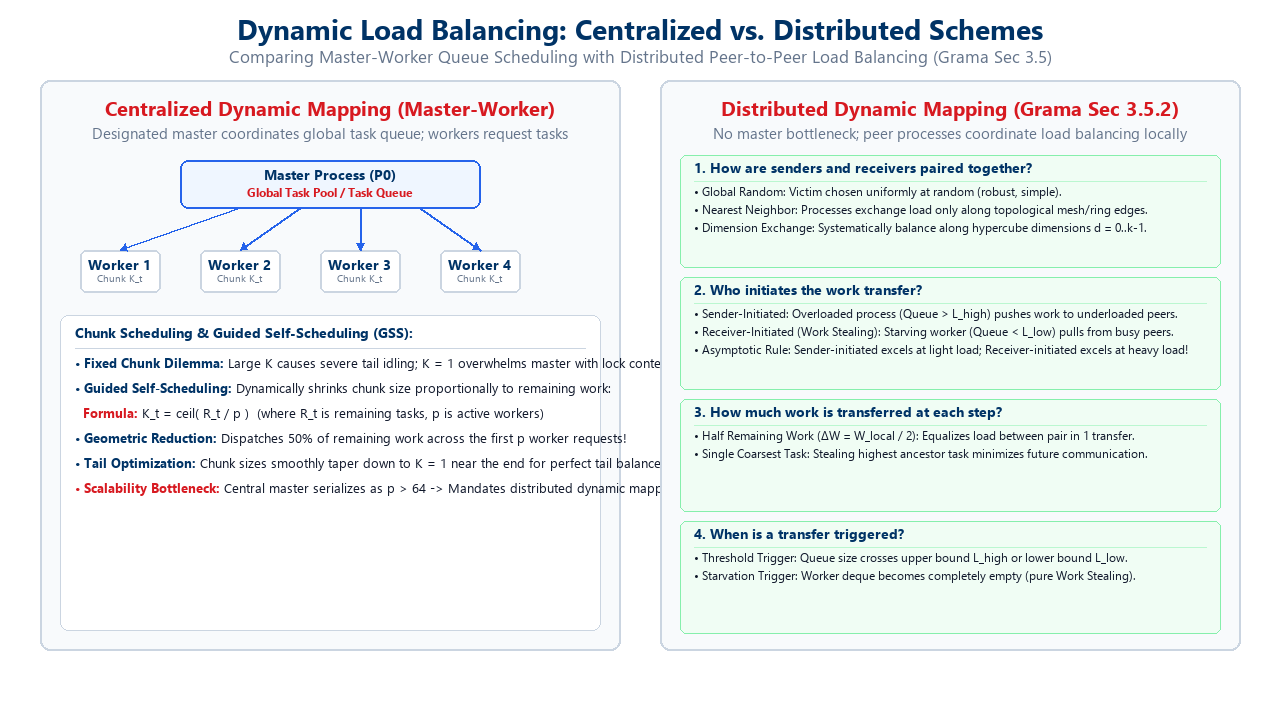 Dynamic Load Balancing: Centralized vs. Distributed Schemes
Comparing Master-Worker Queue Scheduling with Distributed Peer-to-Peer Load Balancing (Grama Sec 3.5)
Centralized Dynamic Mapping (Master-Worker)
Designated master coordinates global task queue; workers request tasks
Master Process (P0)
Global Task Pool / Task Queue
Worker 1
Chunk K_t
Worker 2
Chunk K_t
Worker 3
Chunk K_t
Worker 4
Chunk K_t
Chunk Scheduling & Guided Self-Scheduling (GSS):
• Fixed Chunk Dilemma: Large K causes severe tail idling; K = 1 overwhelms master with lock conte
• Guided Self-Scheduling: Dynamically shrinks chunk size proportionally to remaining work:
Formula: K_t = ceil( R_t / p )  (where R_t is remaining tasks, p is active workers)
• Geometric Reduction: Dispatches 50% of remaining work across the first p worker requests!
• Tail Optimization: Chunk sizes smoothly taper down to K = 1 near the end for perfect tail balance
• Scalability Bottleneck: Central master serializes as p > 64 -> Mandates distributed dynamic mapp
Distributed Dynamic Mapping (Grama Sec 3.5.2)
No master bottleneck; peer processes coordinate load balancing locally
1. How are senders and receivers paired together?
• Global Random: Victim chosen uniformly at random (robust, simple).
• Nearest Neighbor: Processes exchange load only along topological mesh/ring edges.
• Dimension Exchange: Systematically balance along hypercube dimensions d = 0..k-1.
2. Who initiates the work transfer?
• Sender-Initiated: Overloaded process (Queue > L_high) pushes work to underloaded peers.
• Receiver-Initiated (Work Stealing): Starving worker (Queue < L_low) pulls from busy peers.
• Asymptotic Rule: Sender-initiated excels at light load; Receiver-initiated excels at heavy load!
3. How much work is transferred at each step?
• Half Remaining Work (ΔW = W_local / 2): Equalizes load between pair in 1 transfer.
• Single Coarsest Task: Stealing highest ancestor task minimizes future communication.
4. When is a transfer triggered?
• Threshold Trigger: Queue size crosses upper bound L_high or lower bound L_low.
• Starvation Trigger: Worker deque becomes completely empty (pure Work Stealing).